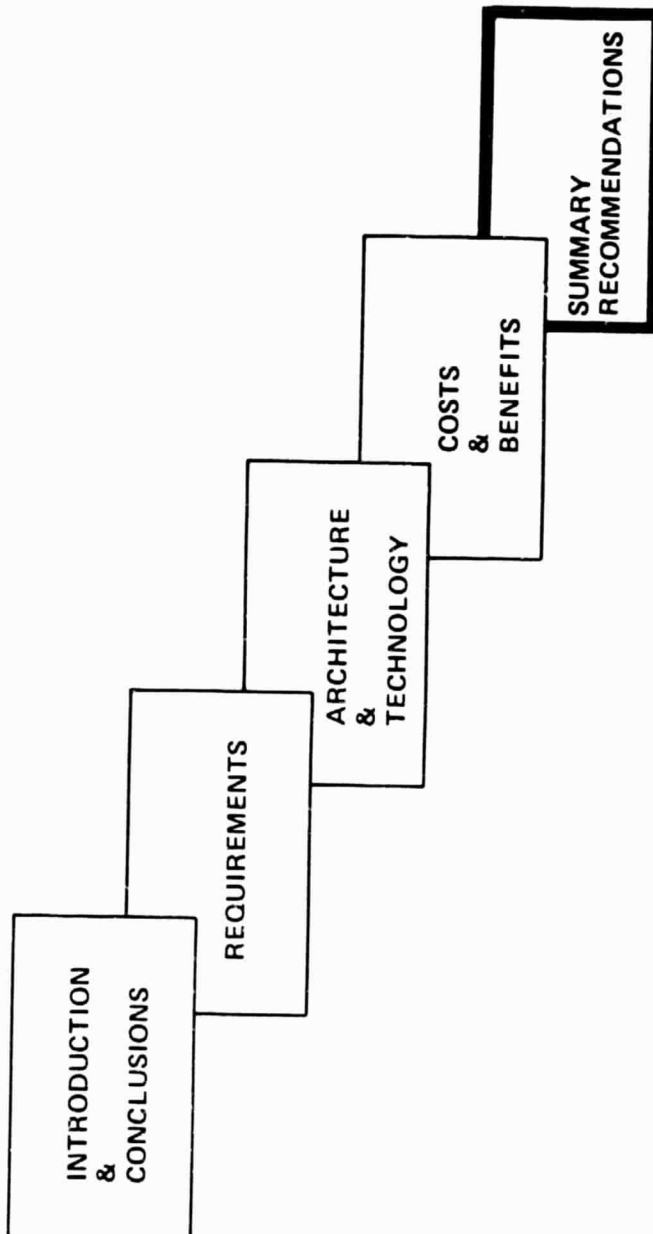 INTRODUCTION
&
CONCLUSIONS
REQUIREMENTS
ARCHITECTURE
&
TECHNOLOGY
COSTS
&
BENEFITS
SUMMARY
RECOMMENDATIONS